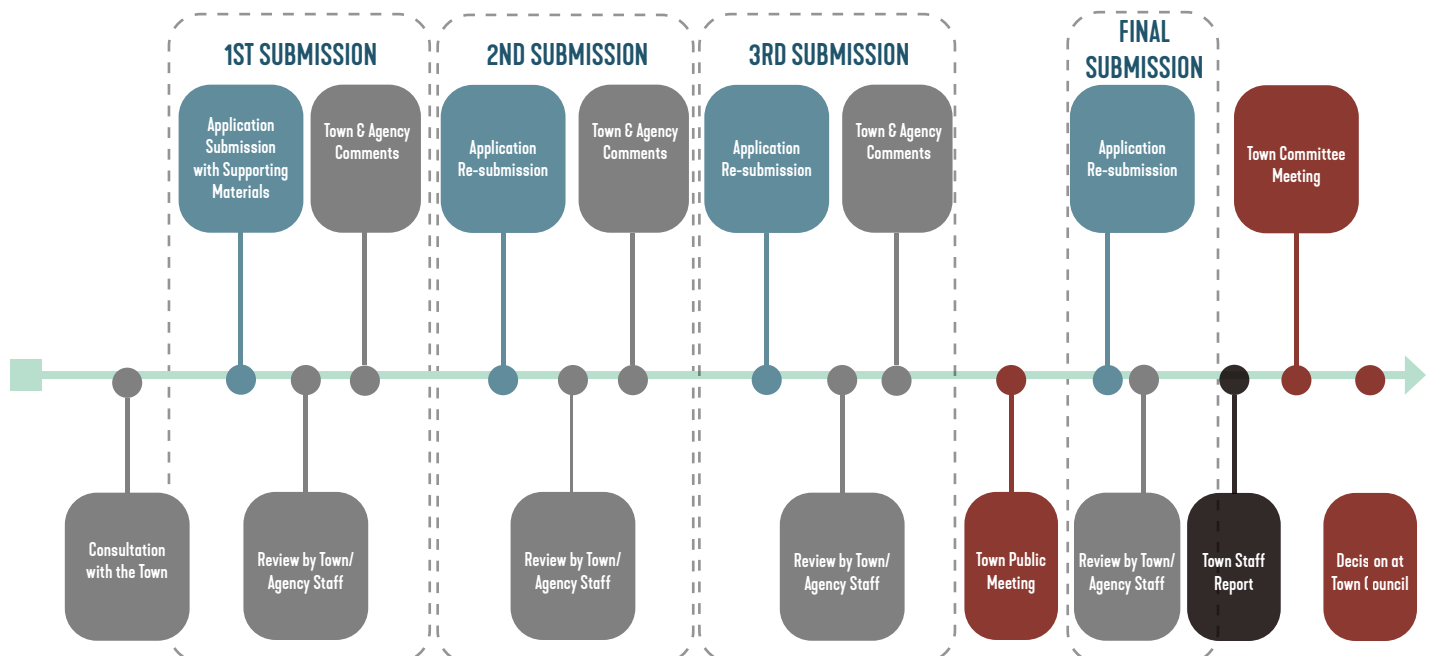 1ST SUBMISSION
2ND SUBMISSION
3RD SUBMISSION
FINAL
SUBMISSION
Application
Submission
with Supporting
Materials
Town & Agency
Comments
Application
Re-submission
Town & Agency
Comments
Application
Re-submission
Town & Agency
Comments
Application
Re-submission
Town Committee
Meeting
Consultation
with the Town
Review by Town/
Agency Staff
Review by Town/
Agency Staff
Review by Town/
Agency Staff
Town Public
Meeting
Review by Town/
Agency Staff
Town Staff
Report
Decis on at
Town ( ouncil